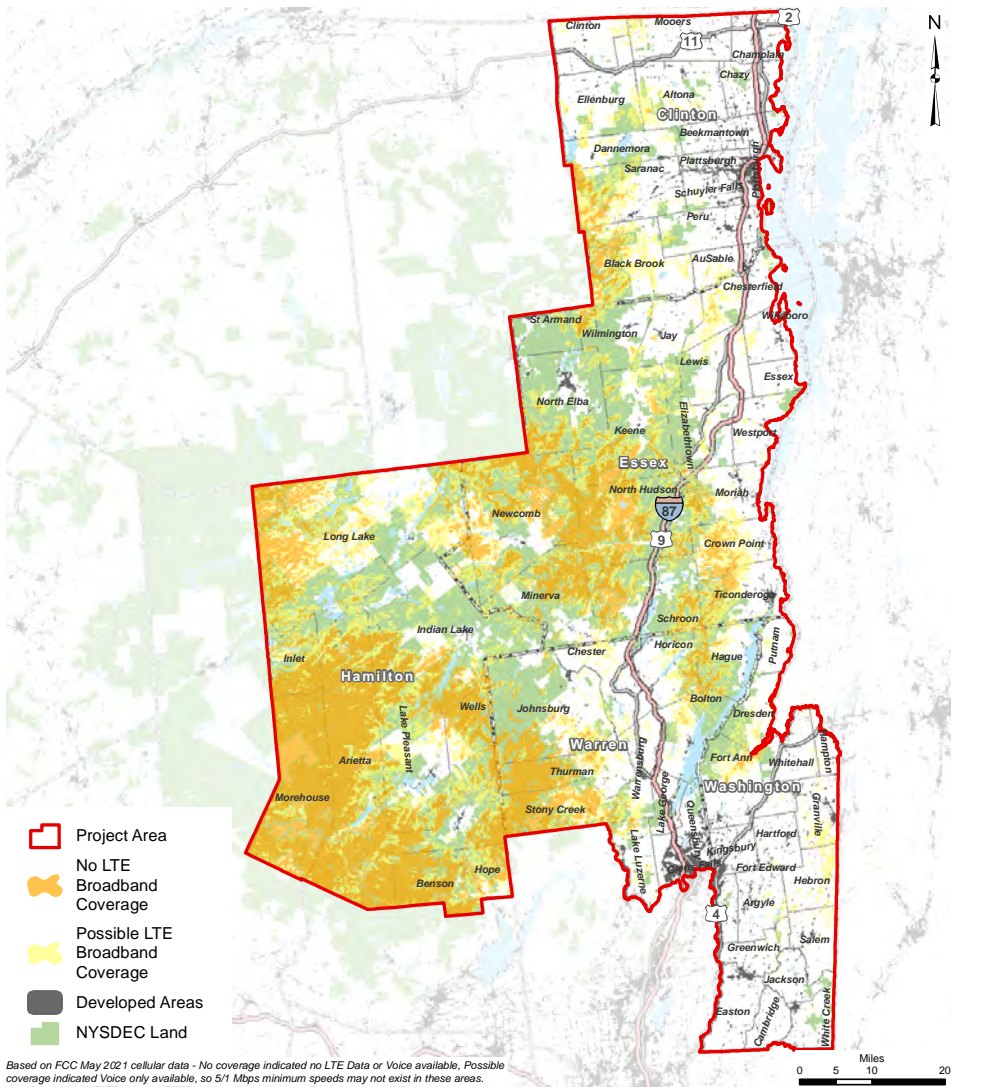 2
N
Clinton
Mooers
11
Champlain
Chazy
Ellenburg
Altona
Clinton
Beekmantown
Dannemora
Plattsburgh
Saranac
Plattsburgh
Schuyler Falls
Peru
Black Brook
AuSable
Chesterfield
St Armand
Willsboro
Wilmington
Jay
Lewis
Essex
North Elba
Keene
Elizabethtown
Westport
Essex
North Hudson
Moriah
Newcomb
87
9
Long Lake
Crown Point
Minerva
Ticonderoga
Schroon
Indian Lake
Horicon
Putnam
Chester
Inlet
Hague
Hamilton
Bolton
Wells
Johnsburg
Dresden
Lake Pleasant
Warren
Hampton
Arietta
Thurman
Warrensburg
Fort Ann
Whitehall
Washington
Morehouse
Stony Creek
Lake George
Queensbury
Granville
Hartford
Kingsbury
Lake Luzerne
Glens Falls
Fort Edward
Hope
Hebron
Benson
Argyle
4
Salem
Greenwich
Jackson
Easton
Cambridge
White Creek
Project Area
No LTE
Broadband
Coverage
Possible LTE
Broadband
Coverage
Developed Areas
NYSDEC Land
Based on FCC May 2021 cellular data - No coverage indicated no LTE Data or Voice available, Possible
coverage indicated Voice only available, so 5/1 Mbps minimum speeds may not exist in these areas.
Miles
0 5 10 20